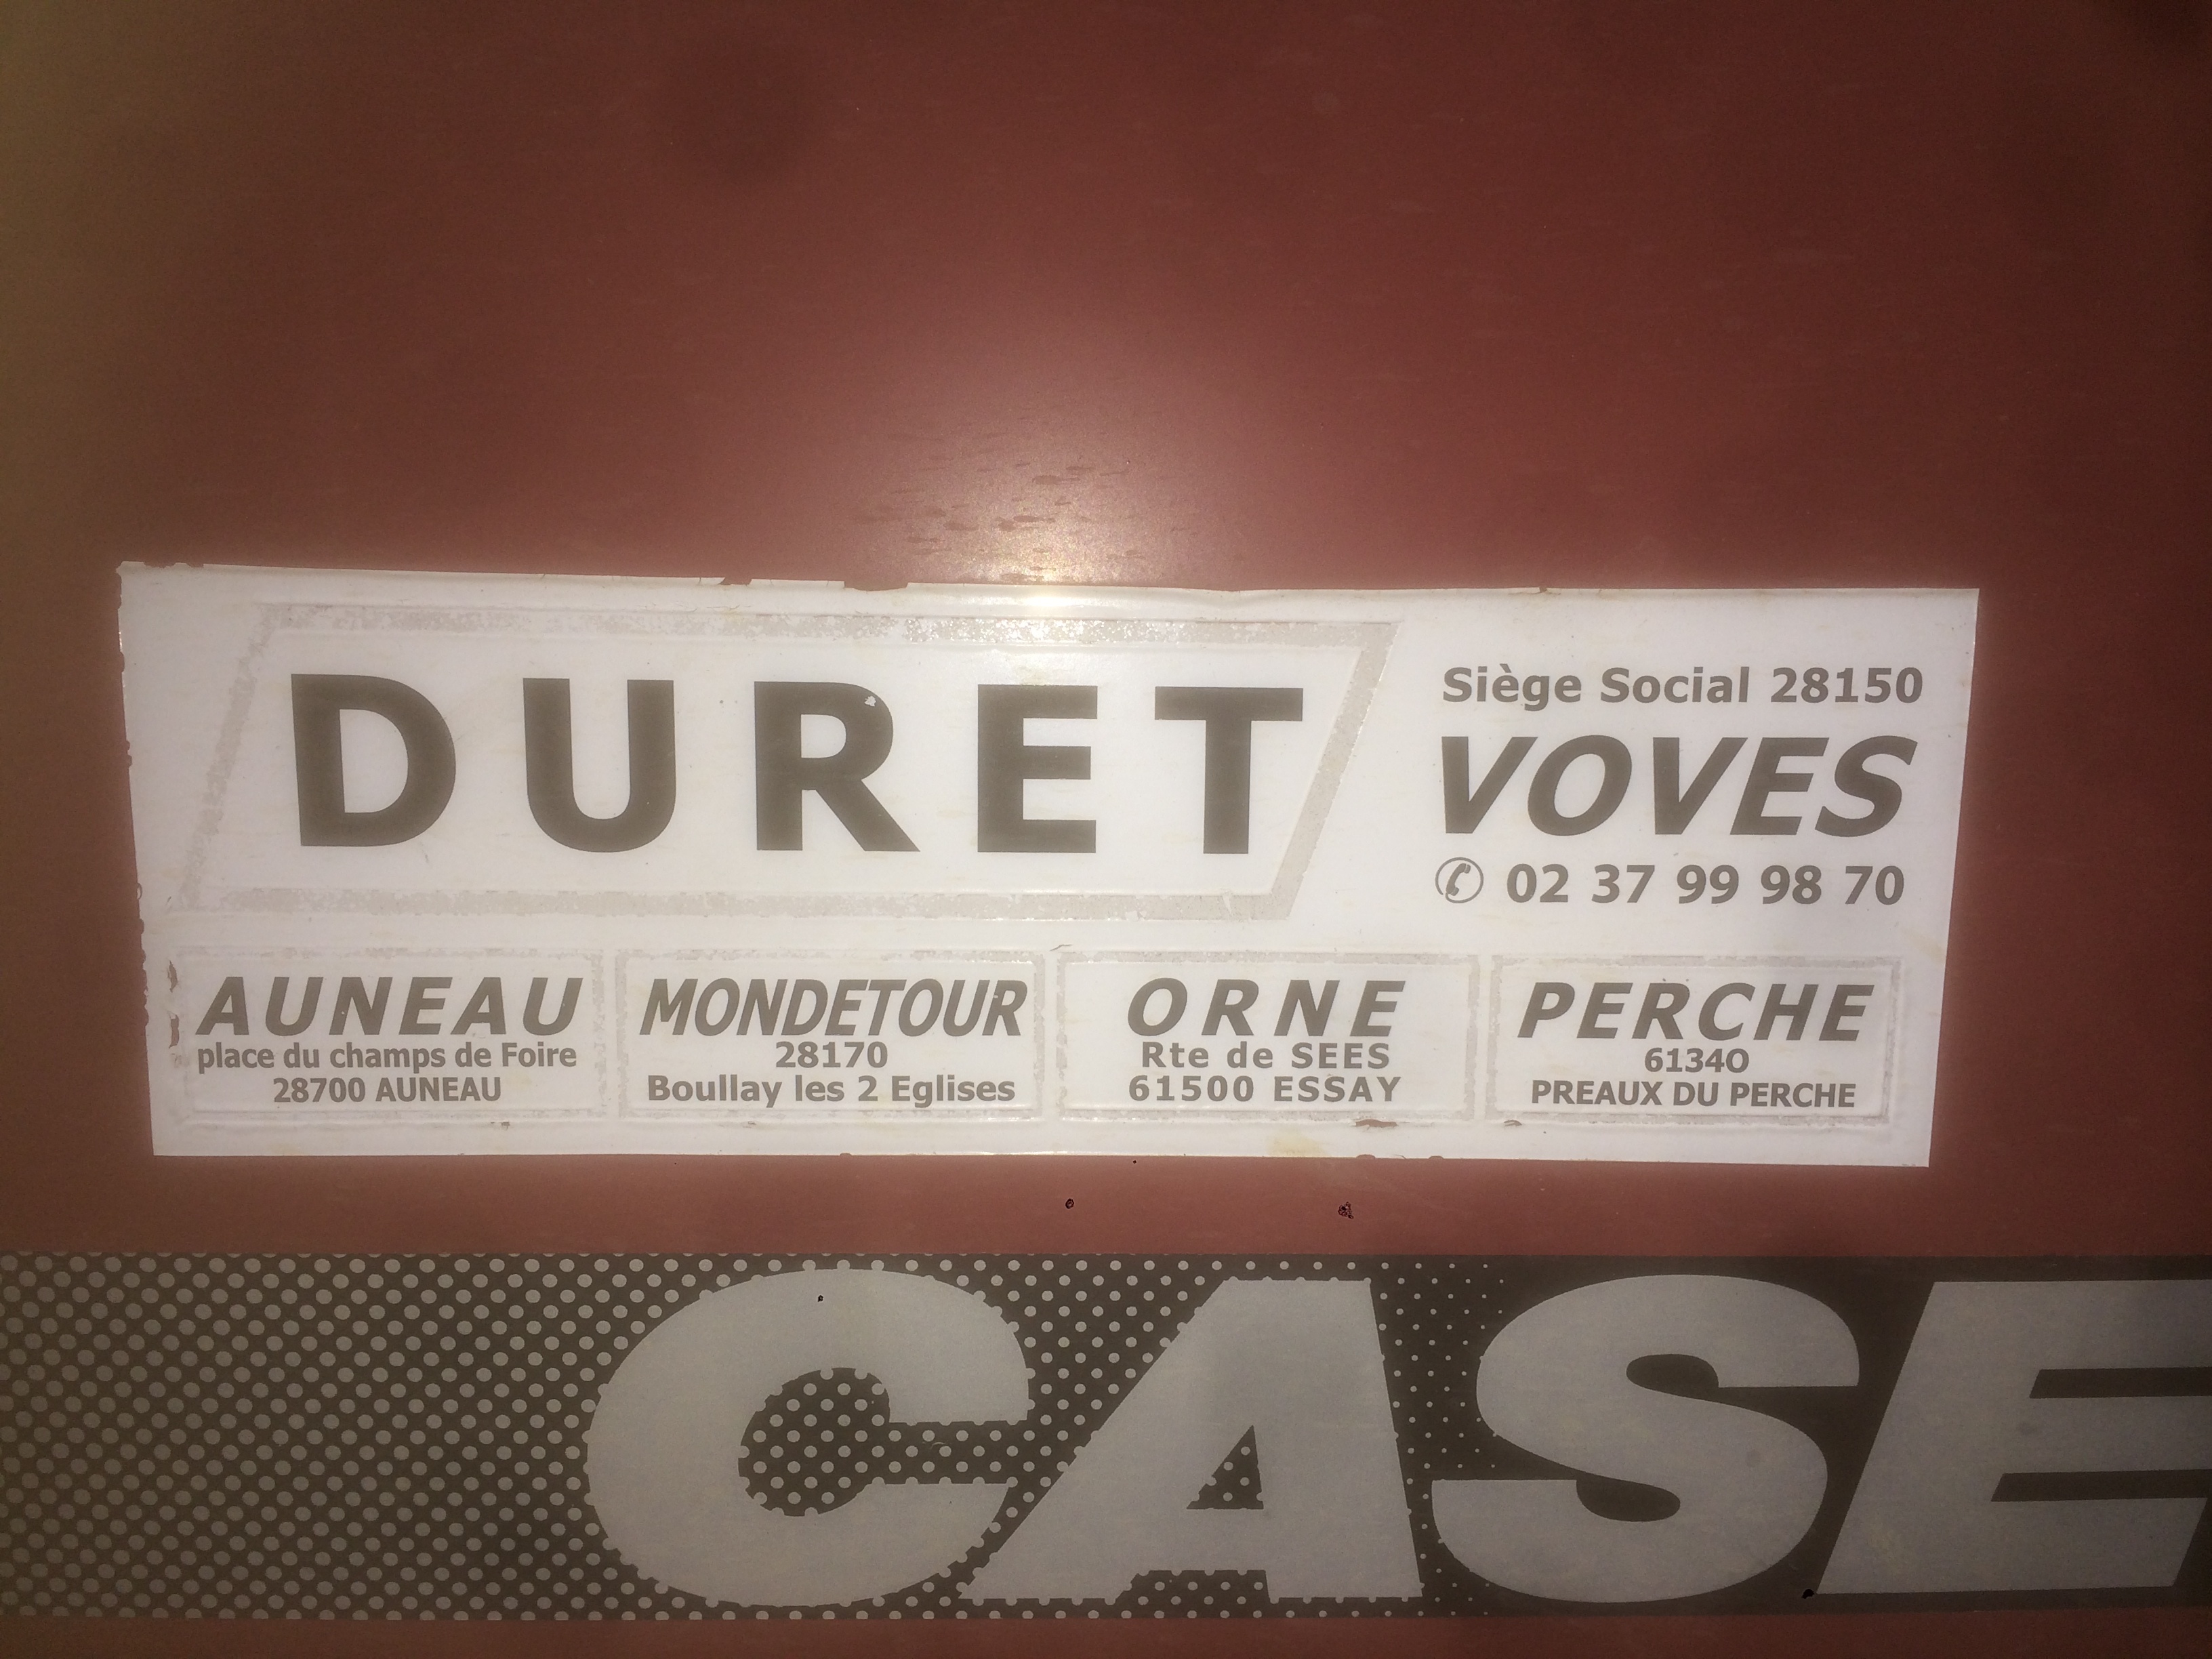 DURET
Siège Social 28150
VOVES
✆ 02 37 99 98 70
AUNEAU
place du champs de Foire
28700 AUNEAU
MONDETOUR
28170
Boullay les 2 Eglises
ORNE
Rte de SEES
61500 ESSAY
PERCHE
6134O
PREAUX DU PERCHE
CASE